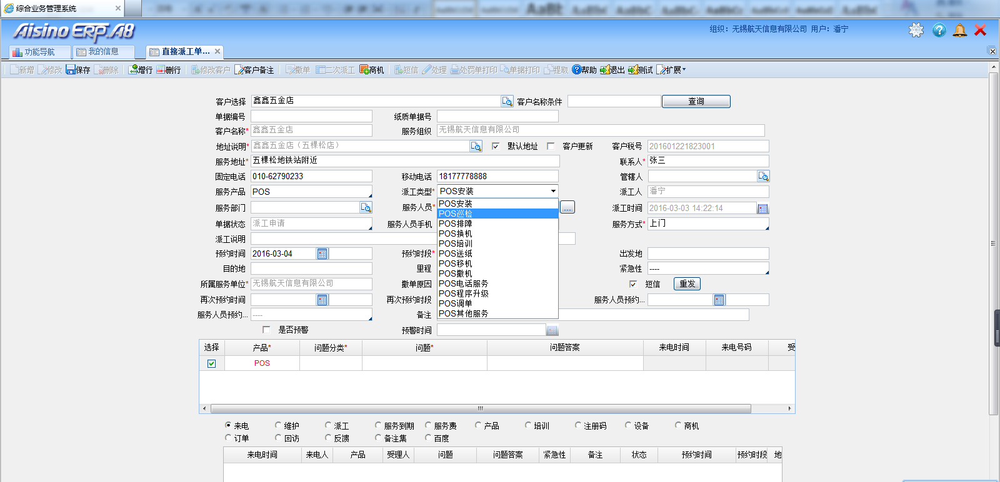 综合业务管理系统
Aisino ERP.A8
组织：无锡航天信息有限公司 用户：潘宁
功能导航 我的信息 直接派工单...
新增 修改 保存 删除 增行 删行 修改客户 客户备注 撤单 二次派工 商机 短信 处理 处罚单打印 单据打印 提取 帮助 退出 测试 扩展
客户选择 鑫鑫五金店 客户名称条件 查询
单据编号 纸质单据号
客户名称* 鑫鑫五金店 服务组织 无锡航天信息有限公司
地址说明* 鑫鑫五金店（五棵松店） 默认地址 客户更新 客户税号 201601221823001
服务地址* 五棵松地铁站附近 联系人* 张三
固定电话 010-62790233 移动电话 18177778888 管辖人
服务产品 POS 派工类型* POS安装 派工人 潘宁
服务部门 服务人员* ... 派工时间 2016-03-03 14:22:14
POS安装
POS巡检
POS排障
POS换机
POS培训
POS送纸
POS移机
POS撤机
POS电话服务
POS程序升级
POS调单
POS其他服务
单据状态 派工申请 服务人员手机 服务方式* 上门
派工说明
预约时间 2016-03-04 预约时段* 出发地
目的地 里程 紧急性 ----
所属服务单位* 无锡航天信息有限公司 撤单原因 短信 重发
再次预约时间 再次预约时段 服务人员预约...
服务人员预约... ---- 备注
是否预警 预警时间
选择 产品* 问题分类* 问题* 问题答案 来电时间 来电号码 受
POS
来电 维护 派工 服务到期 服务费 产品 培训 注册码 设备 商机
订单 回访 反馈 备注集 百度
来电时间 来电人 产品 受理人 问题 问题答案 紧急性 备注 状态 预约时间 预约时段 地